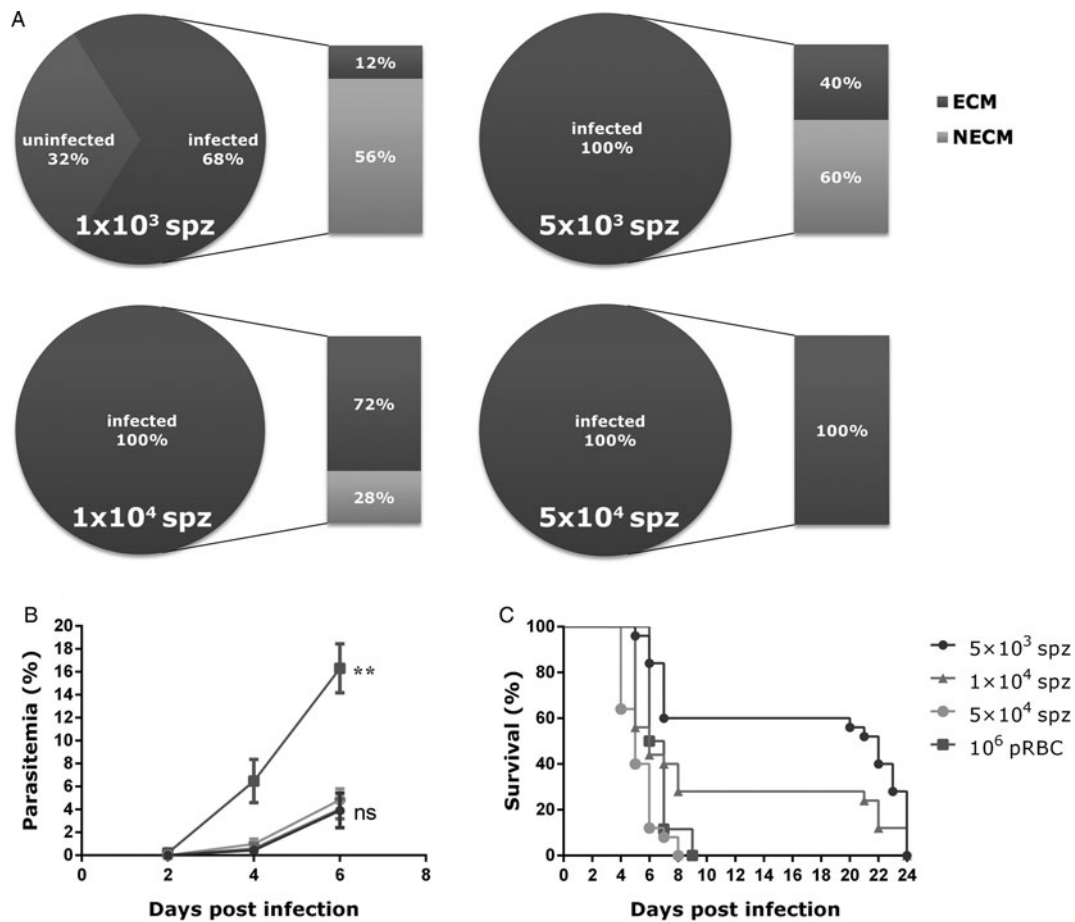 A
uninfected
32%
infected
68%
1x10³ spz
12%
56%
infected
100%
5x10³ spz
40%
60%
ECM
NECM
infected
100%
1x10⁴ spz
72%
28%
infected
100%
5x10⁴ spz
100%
B
Parasitemia (%)
20
18
16
14
12
10
8
6
4
2
0
**
ns
0 2 4 6 8
Days post infection
C
Survival (%)
100
80
60
40
20
0
0 2 4 6 8 10 12 14 16 18 20 22 24
Days post infection
5×10³ spz
1×10⁴ spz
5×10⁴ spz
10⁶ pRBC